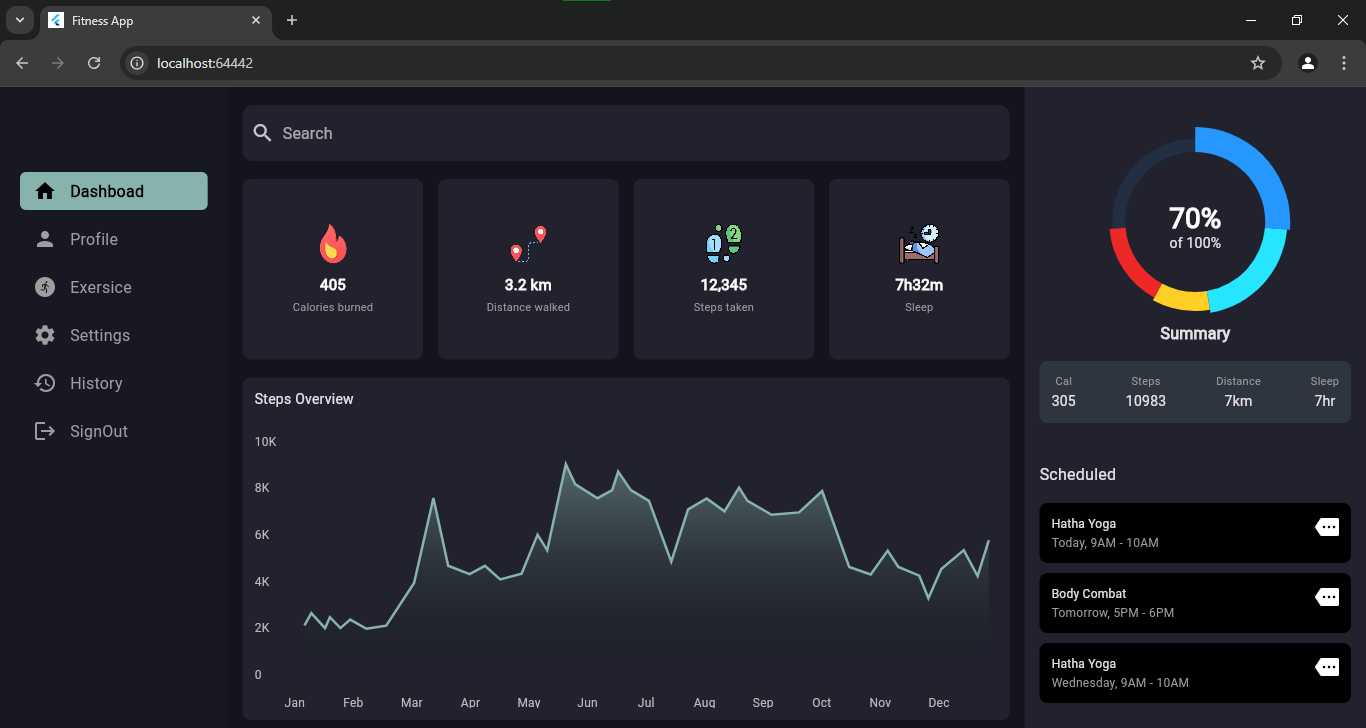 Fitness App
localhost:64442
Dashboad
Profile
Exersice
Settings
History
SignOut
Search
405
Calories burned
3.2 km
Distance walked
1 2
12,345
Steps taken
z
7h32m
Sleep
Steps Overview
10K
8K
6K
4K
2K
0
Jan Feb Mar Apr May Jun Jul Aug Sep Oct Nov Dec
70%
of 100%
Summary
Cal Steps Distance Sleep
305 10983 7km 7hr
Scheduled
Hatha Yoga
Today, 9AM - 10AM
Body Combat
Tomorrow, 5PM - 6PM
Hatha Yoga
Wednesday, 9AM - 10AM